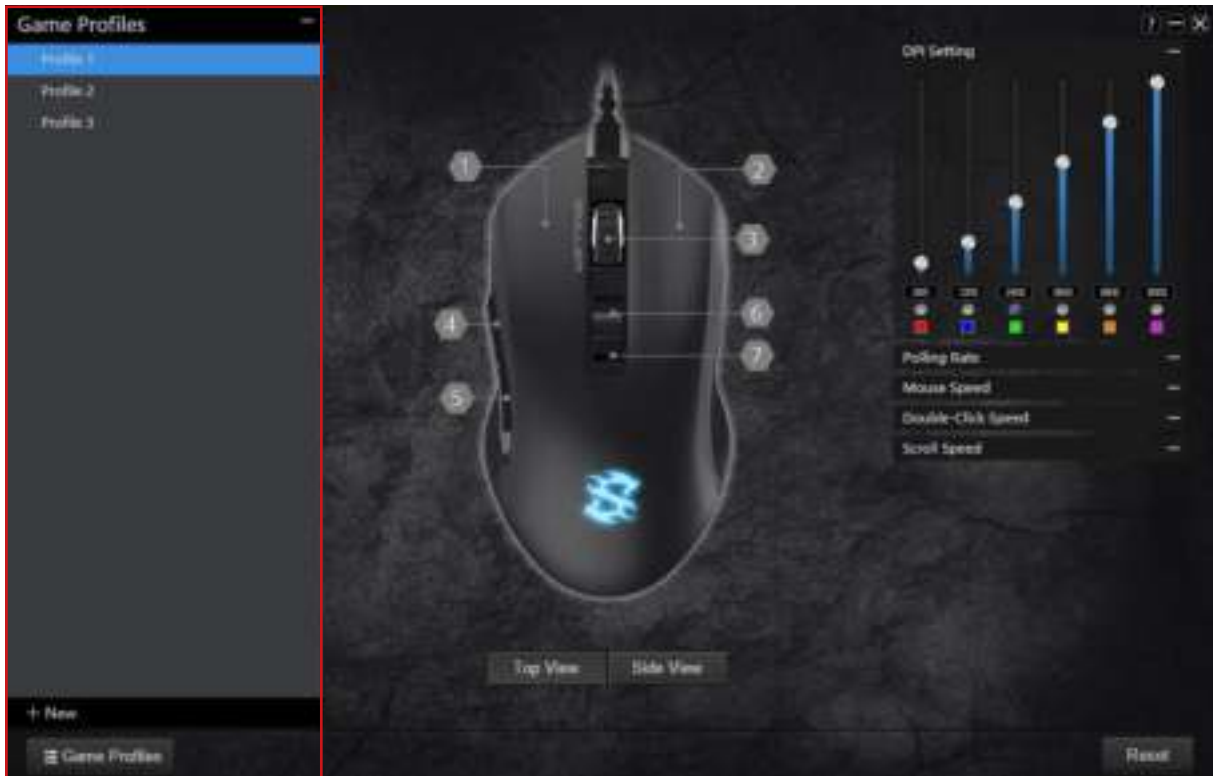 Game Profiles
Profile 1
Profile 2
Profile 3
+ New
Game Profiles
1
2
3
4
5
6
7
Top View
Side View
?
DPI Setting
Polling Rate
Mouse Speed
Double-Click Speed
Scroll Speed
Reset